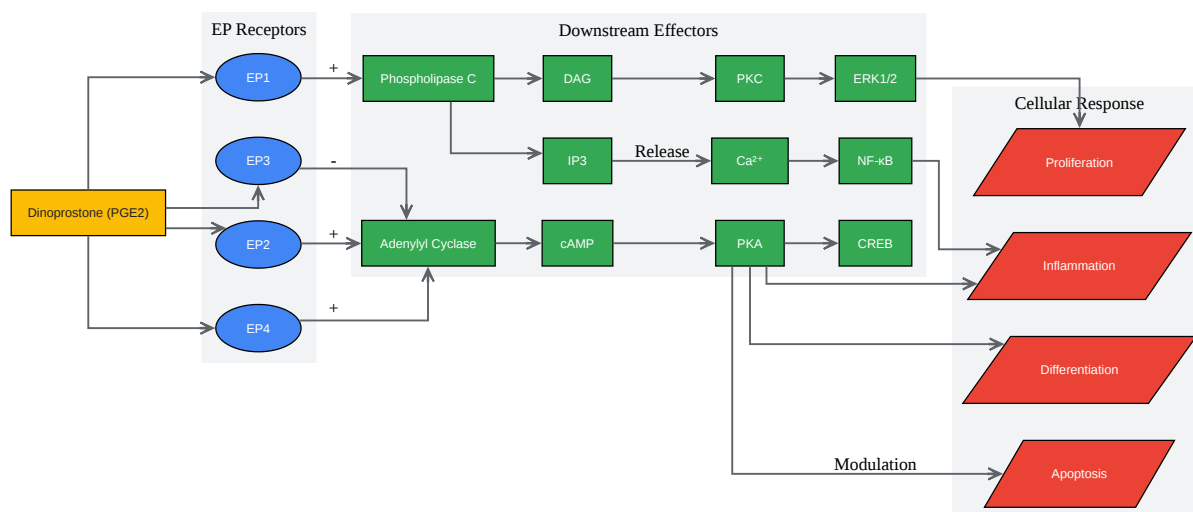 EP Receptors
Downstream Effectors
EP1
+
Phospholipase C
DAG
PKC
ERK1/2
Cellular Response
EP3
-
IP3
Release
Ca²⁺
NF-κB
Proliferation
Dinoprostone (PGE2)
EP2
+
Adenylyl Cyclase
cAMP
PKA
CREB
Inflammation
EP4
+
Differentiation
Modulation
Apoptosis